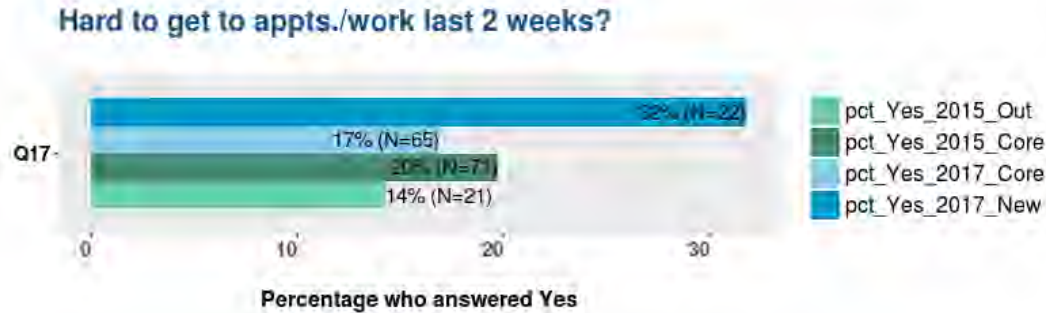 Hard to get to appts./work last 2 weeks?
32% (N=22)
17% (N=65)
Q17
20% (N=71)
14% (N=21)
0 10 20 30
Percentage who answered Yes
pct_Yes_2015_Out
pct_Yes_2015_Core
pct_Yes_2017_Core
pct_Yes_2017_New